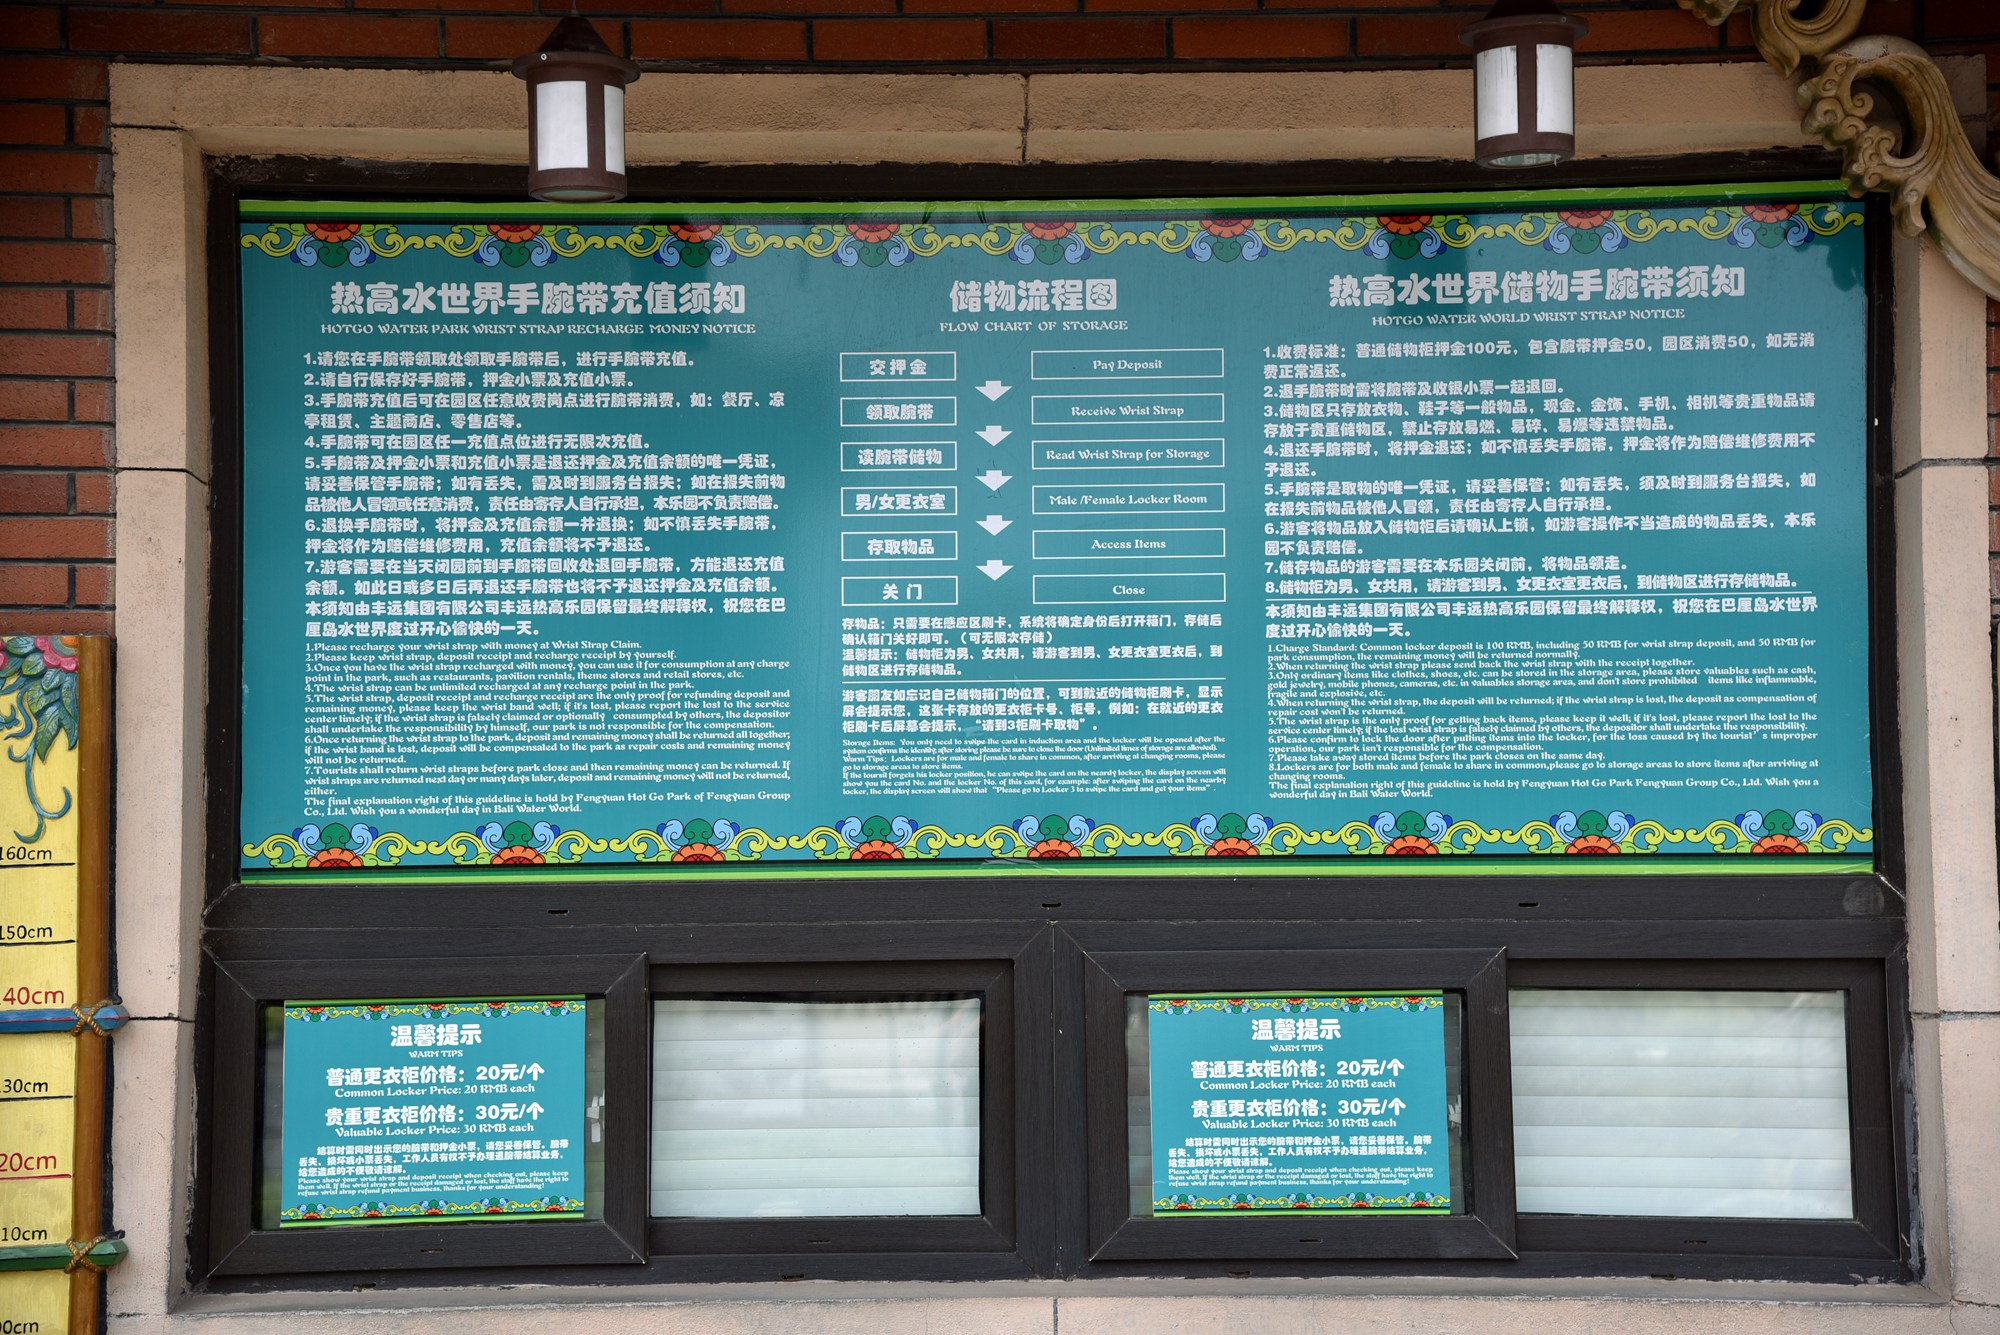 热高水世界手腕带充值须知
HOTGO WATER PARK WRIST STRAP RECHARGE MONEY NOTICE
1.请您在手腕带领取处领取手腕带后，进行手腕带充值。
2.请自行保存好手腕带，押金小票及充值小票。
3.手腕带充值后可在园区任意收费岗点进行腕带消费，如：餐厅、凉
亭租赁、主题商店、零售店等。
4.手腕带可在园区任一充值点位进行无限次充值。
5.手腕带及押金小票和充值小票是退还押金及充值余额的唯一凭证，
请妥善保管手腕带；如有丢失，需及时到服务台报失；如在报失前物
品被他人冒领或任意消费，责任由寄存人自行承担，本乐园不负责赔偿。
6.退换手腕带时，将押金及充值余额一并退换；如不慎丢失手腕带，
押金将作为赔偿维修费用，充值余额将不予退还。
7.游客需要在当天闭园前到手腕带回收处退回手腕带，方能退还充值
余额。如此日或多日后再退还手腕带也将不予退还押金及充值余额。
本须知由丰远集团有限公司丰远热高乐园保留最终解释权，祝您在巴
厘岛水世界度过开心愉快的一天。
1.Please recharge your wrist strap with money at Wrist Strap Claim.
2.Please keep wrist strap, deposit receipt and recharge receipt by yourself.
3.Once you have the wrist strap recharged with money, you can use it for consumption at any charge
point in the park, such as restaurants, pavilion rentals, theme stores and retail stores, etc.
4.The wrist strap can be unlimited recharged at any recharge point in the park.
5.The wrist strap, deposit receipt and recharge receipt are the only proof for refunding deposit and
remaining money, please keep the wrist band well; if it's lost, please report the lost to the service
center timely; if the wrist strap is falsely claimed or optionally consumpted by others, the depositor
shall undertake the responsibility by himself, our park is not responsible for the compensation.
6.Once returning the wrist strap to the park, deposit and remaining money shall be returned all together;
if the wrist band is lost, deposit will be compensated to the park as repair costs and remaining money
will not be returned.
7.Tourists shall return wrist straps before park close and then remaining money can be returned. If
wrist straps are returned next day or many days later, deposit and remaining money will not be returned,
either.
The final explanation right of this guideline is hold by Fengyuan Hot Go Park of Fengyuan Group
Co., Ltd. Wish you a wonderful day in Bali Water World.
储物流程图
FLOW CHART OF STORAGE
交押金 Pay Deposit
领取腕带 Receive Wrist Strap
读腕带储物 Read Wrist Strap for Storage
男/女更衣室 Male /Female Locker Room
存取物品 Access Items
关门 Close
存物品：只需要在感应区刷卡，系统将确定身份后打开箱门，存储后
确认箱门关好即可。（可无限次存储）
温馨提示：储物柜为男、女共用，请游客到男、女更衣室更衣后，到
储物区进行存储物品。
游客朋友如忘记自己储物箱门的位置，可到就近的储物柜刷卡，显示
屏会提示您，这张卡存放的更衣柜卡号、柜号，例如：在就近的更衣
柜刷卡后屏幕会提示，“请到3柜刷卡取物”。
Storage Items: You only need to swipe the card in induction area and the locker will be opened after the
system confirms the identity, after storing please be sure to close the door (Unlimited times of storage are allowed).
Warm Tips: Lockers are for male and female to share in common, after arriving at changing rooms, please
go to storage areas to store items.
If the toursit forgets his locker position, he can swipe the card on the nearby locker, the display screen will
show you the card No. and the locker No. of this card, for example: after swiping the card on the nearby
locker, the display screen will show that “Please go to Locker 3 to swipe the card and get your items”.
热高水世界储物手腕带须知
HOTGO WATER WORLD WRIST STRAP NOTICE
1.收费标准：普通储物柜押金100元，包含腕带押金50，园区消费50，如无消
费正常返还。
2.退手腕带时需将腕带及收银小票一起退回。
3.储物区只存放衣物、鞋子等一般物品，现金、金饰、手机、相机等贵重物品请
存放于贵重储物区，禁止存放易燃、易碎、易爆等违禁物品。
4.退还手腕带时，将押金退还；如不慎丢失手腕带，押金将作为赔偿维修费用不
予退还。
5.手腕带是取物的唯一凭证，请妥善保管；如有丢失，须及时到服务台报失，如
在报失前物品被他人冒领，责任由寄存人自行承担。
6.游客将物品放入储物柜后请确认上锁，如游客操作不当造成的物品丢失，本乐
园不负责赔偿。
7.储存物品的游客需要在本乐园关闭前，将物品领走。
8.储物柜为男、女共用，请游客到男、女更衣室更衣后，到储物区进行存储物品。
本须知由丰远集团有限公司丰远热高乐园保留最终解释权，祝您在巴厘岛水世界
度过开心愉快的一天。
1.Charge Standard: Common locker deposit is 100 RMB, including 50 RMB for wrist strap deposit, and 50 RMB for
park consumption, the remaining money will be returned normally.
2.When returning the wrist strap please send back the wrist strap with the receipt together.
3.Only ordinary items like clothes, shoes, etc. can be stored in the storage area, please store valuables such as cash,
gold jewelry, mobile phones, cameras, etc. in valuables storage area, and don't store prohibited items like inflammable,
fragile and explosive, etc.
4.When returning the wrist strap, the deposit will be returned; if the wrist strap is lost, the deposit as compensation of
repair cost won't be returned.
5.The wrist strap is the only proof for getting back items, please keep it well; if it's lost, please report the lost to the
service center timely; if the lost wrist strap is falsely claimed by others, the depositor shall undertake the responsibility.
6.Please confirm to lock the door after putting items into the locker, for the loss caused by the tourist’s improper
operation, our park isn't responsible for the compensation.
7.Please take away stored items before the park closes on the same day.
8.Lockers are for both male and female to share in common,please go to storage areas to store items after arriving at
changing rooms.
The final explanation right of this guideline is hold by Fengyuan Hot Go Park Fengyuan Group Co., Ltd. Wish you a
wonderful day in Bali Water World.
160cm
150cm
40cm
30cm
20cm
10cm
00cm
温馨提示
WARM TIPS
普通更衣柜价格：20元/个
Common Locker Price: 20 RMB each
贵重更衣柜价格：30元/个
Valuable Locker Price: 30 RMB each
结算时需同时出示您的腕带和押金小票，请您妥善保管。腕带
丢失、损坏或小票丢失，工作人员有权不予办理退腕带结算业务，
给您造成的不便敬请谅解。
Please show your wrist strap and deposit receipt when checking out, please keep
them well. If the wrist strap or the receipt damaged or lost, the staff have the right to
refuse wrist strap refund payment business, thanks for your understanding!
温馨提示
WARM TIPS
普通更衣柜价格：20元/个
Common Locker Price: 20 RMB each
贵重更衣柜价格：30元/个
Valuable Locker Price: 30 RMB each
结算时需同时出示您的腕带和押金小票，请您妥善保管。腕带
丢失、损坏或小票丢失，工作人员有权不予办理退腕带结算业务，
给您造成的不便敬请谅解。
Please show your wrist strap and deposit receipt when checking out, please keep
them well. If the wrist strap or the receipt damaged or lost, the staff have the right to
refuse wrist strap refund payment business, thanks for your understanding!